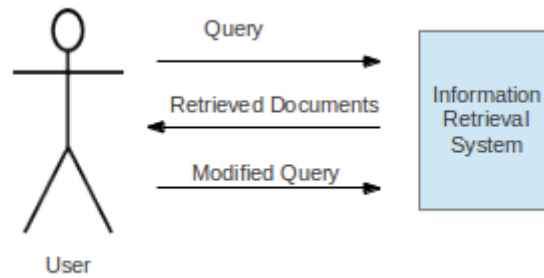 Query
Retrieved Documents
Modified Query
Information
Retrieval
System
User